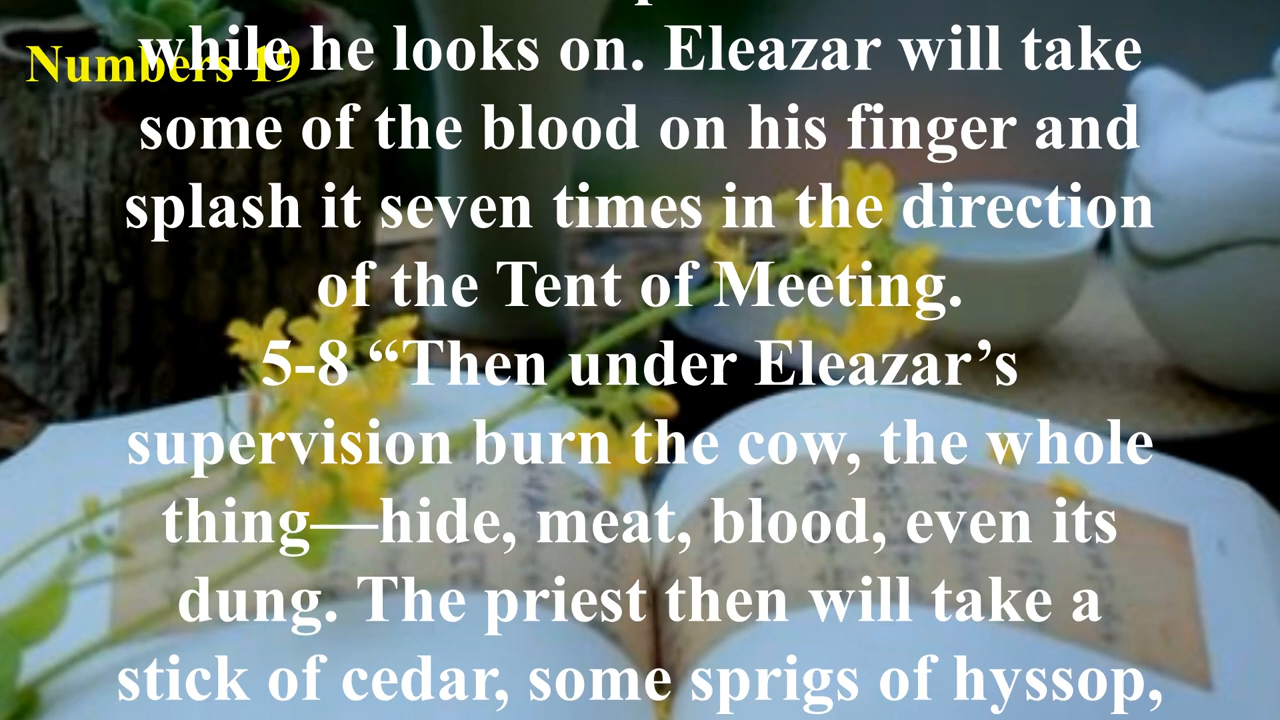 Numbers 19
while he looks on. Eleazar will take
some of the blood on his finger and
splash it seven times in the direction
of the Tent of Meeting.
5-8 “Then under Eleazar’s
supervision burn the cow, the whole
thing—hide, meat, blood, even its
dung. The priest then will take a
stick of cedar, some sprigs of hyssop,